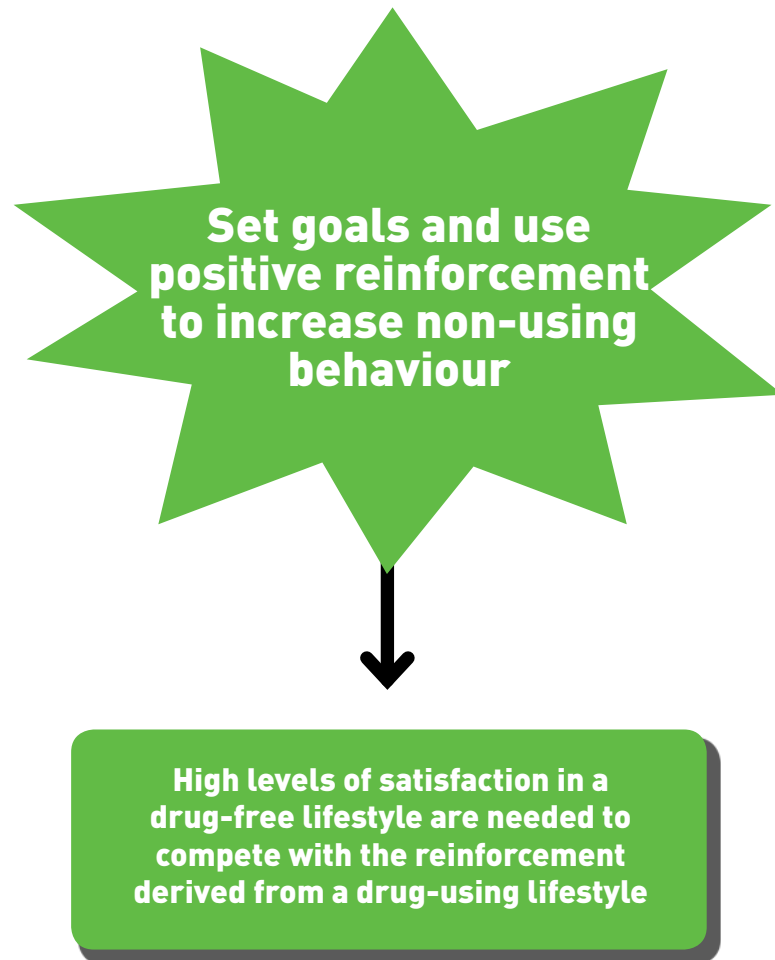 Set goals and use
positive reinforcement
to increase non-using
behaviour
High levels of satisfaction in a
drug-free lifestyle are needed to
compete with the reinforcement
derived from a drug-using lifestyle